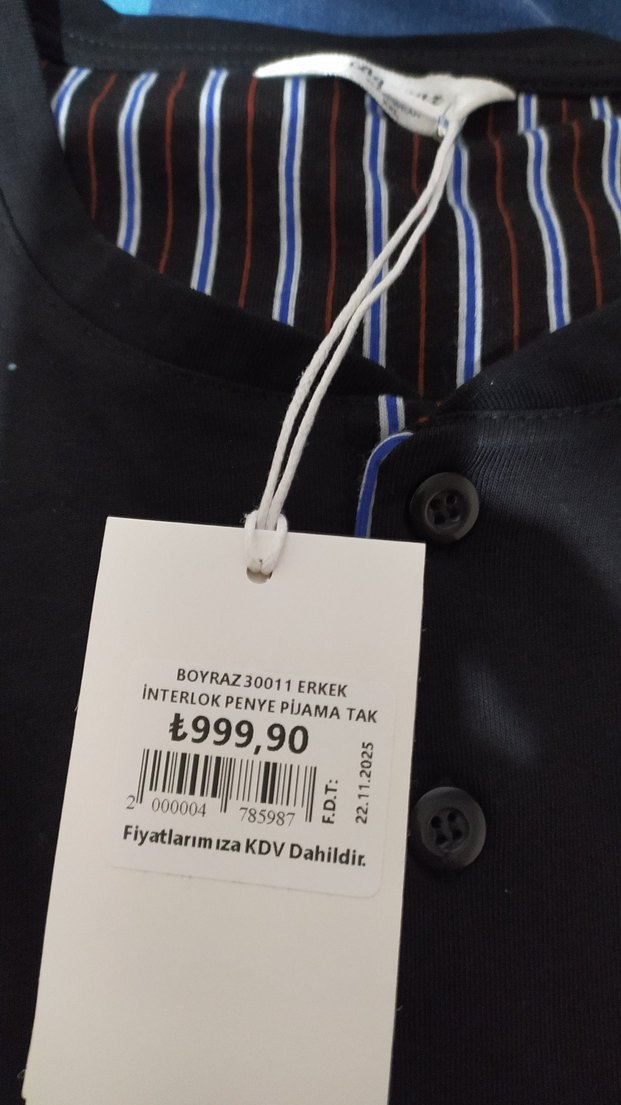 BOYRAZ 30011 ERKEK
İNTERLOK PENYE PİJAMA TAK
₺999,90
2 000004 785987
F.D.T:
22.11.2025
Fiyatlarımıza KDV Dahildir.